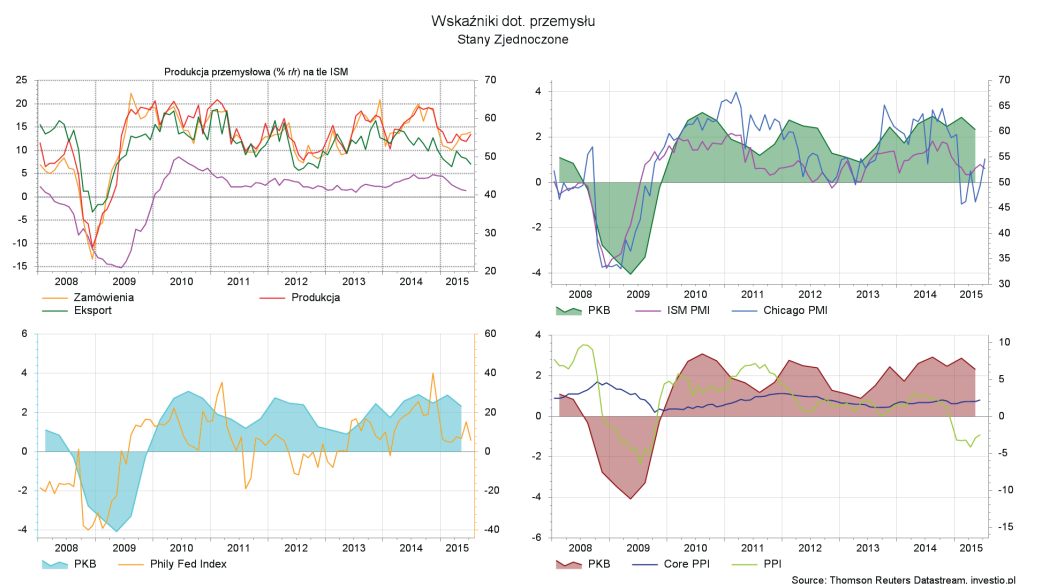 Wskaźniki dot. przemysłu
Stany Zjednoczone
Produkcja przemysłowa (% r/r) na tle ISM
25 70
20 60
15
10 50
5
0 40
-5
-10 30
-15 20
2008 2009 2010 2011 2012 2013 2014 2015
Zamówienia Produkcja
Eksport
4 70
65
2 60
55
0 50
45
-2 40
35
-4 30
2008 2009 2010 2011 2012 2013 2014 2015
PKB ISM PMI Chicago PMI
6 60
4 40
2 20
0 0
-2 -20
-4 -40
2008 2009 2010 2011 2012 2013 2014 2015
PKB Phily Fed Index
4 10
2 5
0 0
-2 -5
-4 -10
-6 -15
2008 2009 2010 2011 2012 2013 2014 2015
PKB Core PPI PPI
Source: Thomson Reuters Datastream, investio.pl